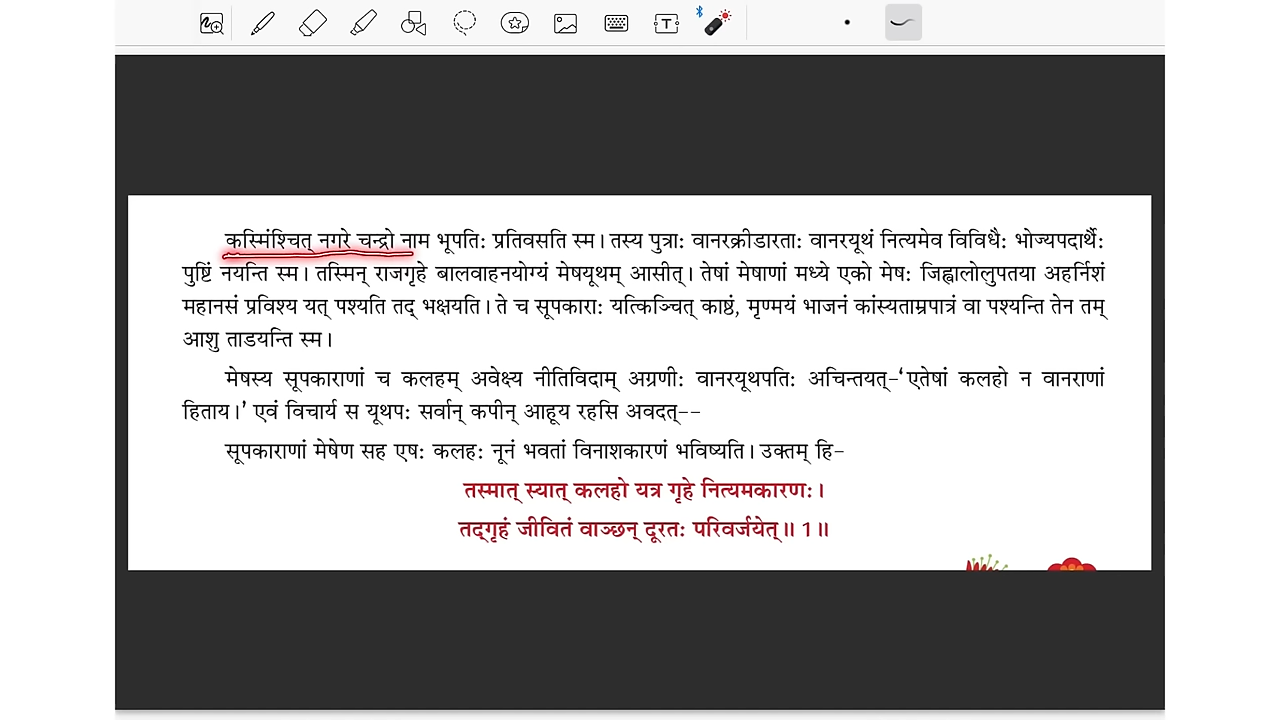 कस्मिंश्चित् नगरे चन्द्रो नाम भूपतिः प्रतिवसति स्म। तस्य पुत्राः वानरक्रीडारताः वानरयूथं नित्यमेव विविधैः भोज्यपदार्थैः
पुष्टिं नयन्ति स्म। तस्मिन् राजगृहे बालवाहनयोग्यं मेषयूथम् आसीत्। तेषां मेषाणां मध्ये एको मेषः जिह्वालोलुपतया अहर्निशं
महानसं प्रविश्य यत् पश्यति तद् भक्षयति। ते च सूपकाराः यत्किञ्चित् काष्ठं, मृण्मयं भाजनं कांस्यताम्रपात्रं वा पश्यन्ति तेन तम्
आशु ताडयन्ति स्म।
मेषस्य सूपकाराणां च कलहम् अवेक्ष्य नीतिविदाम् अग्रणीः वानरयूथपतिः अचिन्तयत्-‘एतेषां कलहो न वानराणां
हिताय।’ एवं विचार्य स यूथपः सर्वान् कपीन् आहूय रहसि अवदत्--
सूपकाराणां मेषेण सह एषः कलहः नूनं भवतां विनाशकारणं भविष्यति। उक्तम् हि-
तस्मात् स्यात् कलहो यत्र गृहे नित्यमकारणः।
तद्गृहं जीवितं वाञ्छन् दूरतः परिवर्जयेत्॥ 1॥
T